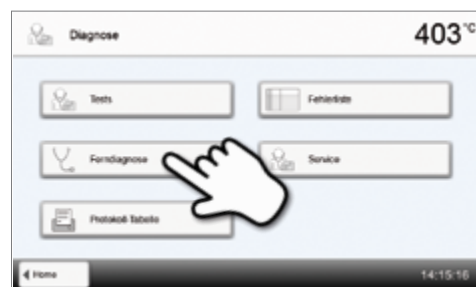 Diagnose
403 °C
Tests
Fehlerliste
Ferndiagnose
Service
Protokoll-Tabelle
Home
14:15:16